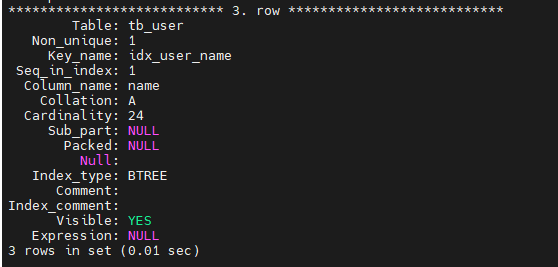 *************************** 3. row ***************************
Table: tb_user
Non_unique: 1
Key_name: idx_user_name
Seq_in_index: 1
Column_name: name
Collation: A
Cardinality: 24
Sub_part: NULL
Packed: NULL
Null:
Index_type: BTREE
Comment:
Index_comment:
Visible: YES
Expression: NULL
3 rows in set (0.01 sec)